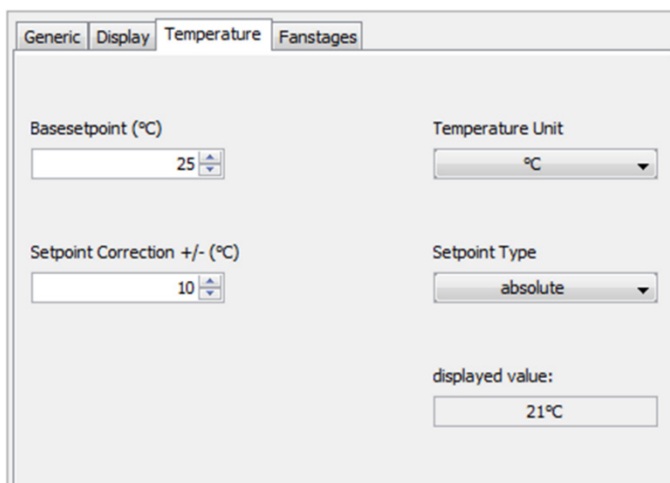 Generic Display Temperature Fanstages
Basesetpoint (°C)
25
Temperature Unit
°C
Setpoint Correction +/- (°C)
10
Setpoint Type
absolute
displayed value:
21°C